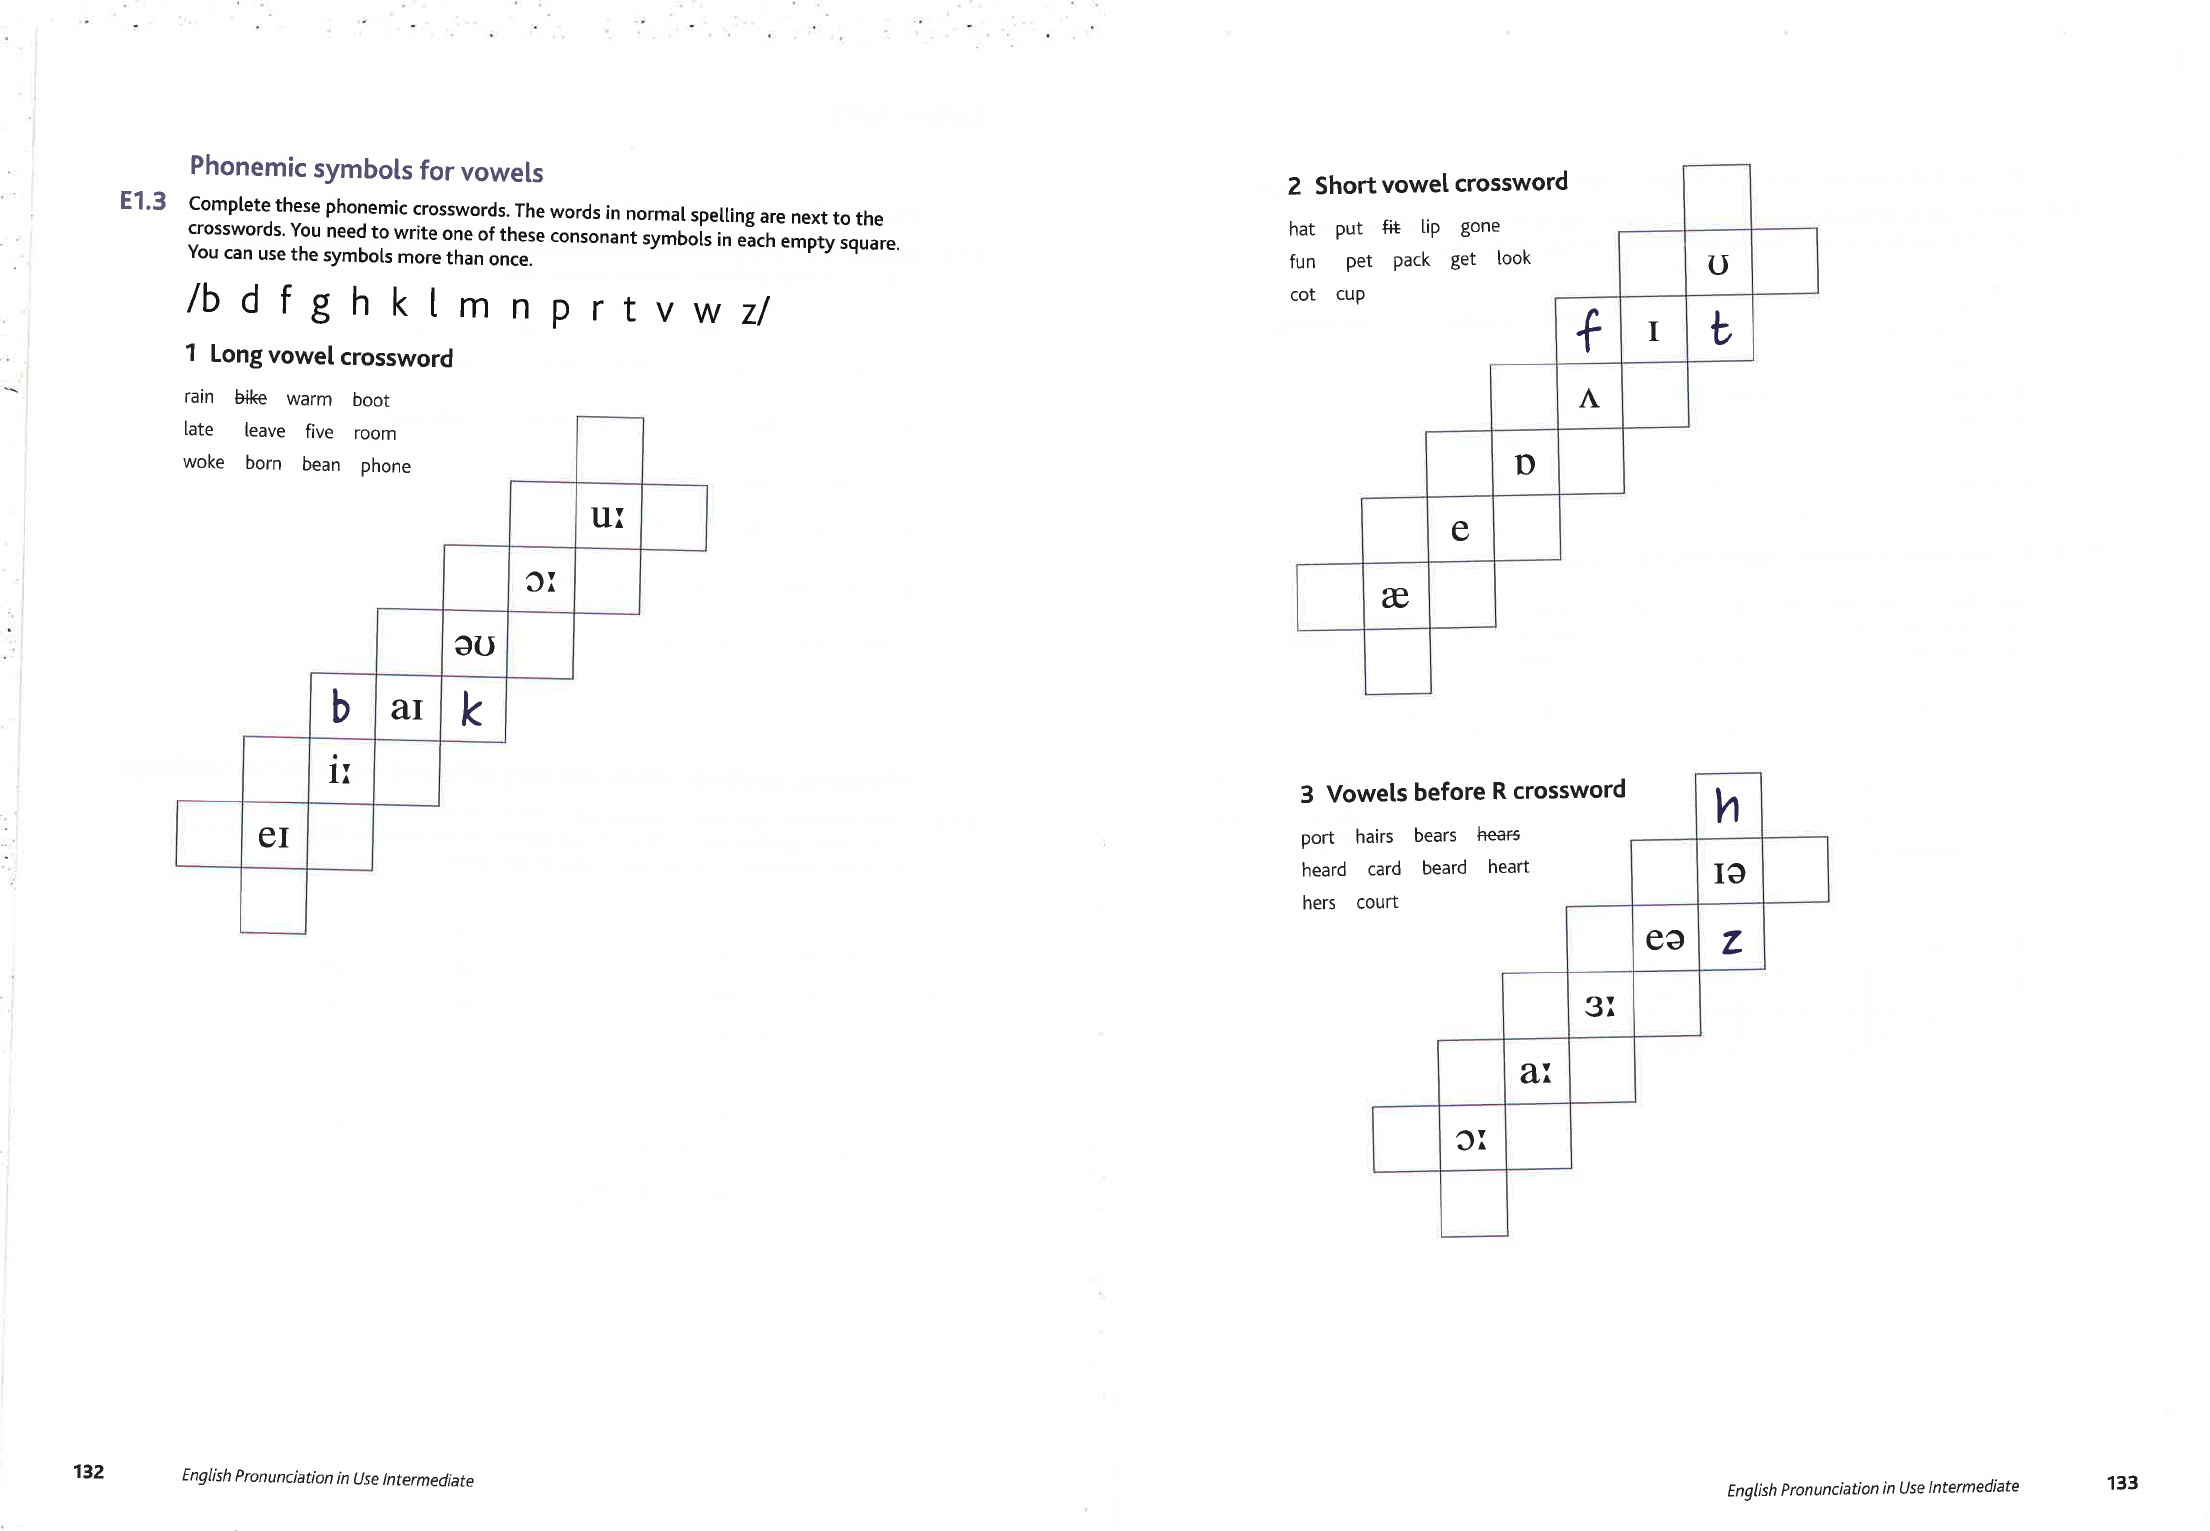 Phonemic symbols for vowels
E1.3 Complete these phonemic crosswords. The words in normal spelling are next to the
crosswords. You need to write one of these consonant symbols in each empty square.
You can use the symbols more than once.
/b d f g h k l m n p r t v w z/
1 Long vowel crossword
rain bike warm boot
late leave five room
woke born bean phone
uː
ɔː
əʊ
b aɪ k
iː
eɪ
132 English Pronunciation in Use Intermediate
2 Short vowel crossword
hat put fit lip gone
fun pet pack get look
cot cup
ʊ
f ɪ t
ʌ
ɒ
e
æ
3 Vowels before R crossword
port hairs bears hears
heard card beard heart
hers court
h
ɪə
eə z
ɜː
aː
ɔː
English Pronunciation in Use Intermediate 133